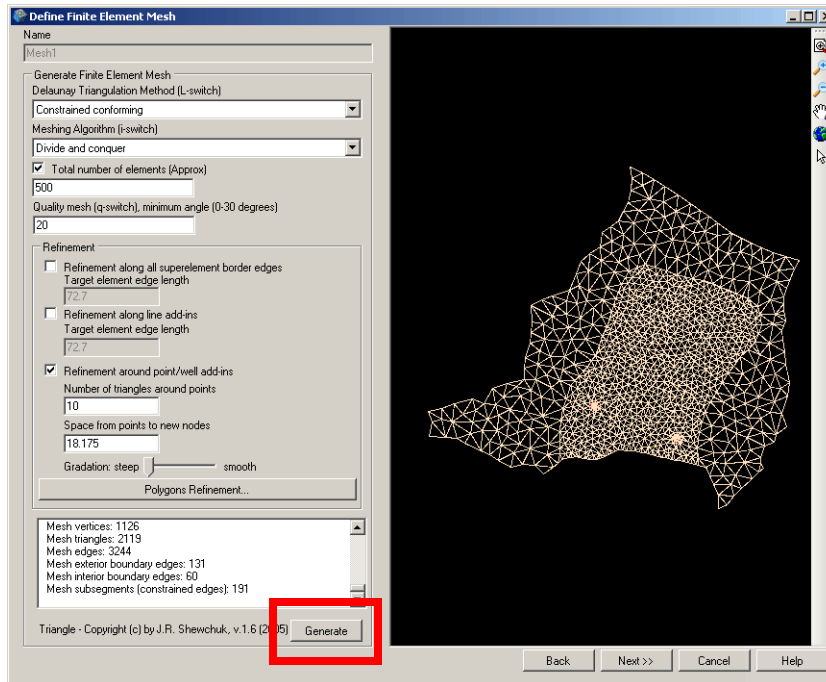 Define Finite Element Mesh
Name
Mesh1
Generate Finite Element Mesh
Delaunay Triangulation Method (L-switch)
Constrained conforming
Meshing Algorithm (i-switch)
Divide and conquer
Total number of elements (Approx)
500
Quality mesh (q-switch), minimum angle (0-30 degrees)
20
Refinement
Refinement along all superelement border edges
Target element edge length
72.7
Refinement along line add-ins
Target element edge length
72.7
Refinement around point/well add-ins
Number of triangles around points
10
Space from points to new nodes
18.175
Gradation: steep smooth
Polygons Refinement...
Mesh vertices: 1126
Mesh triangles: 2119
Mesh edges: 3244
Mesh exterior boundary edges: 131
Mesh interior boundary edges: 60
Mesh subsegments (constrained edges): 191
Triangle - Copyright (c) by J.R. Shewchuk, v.1.6 (2005)
Generate
Back
Next >>
Cancel
Help